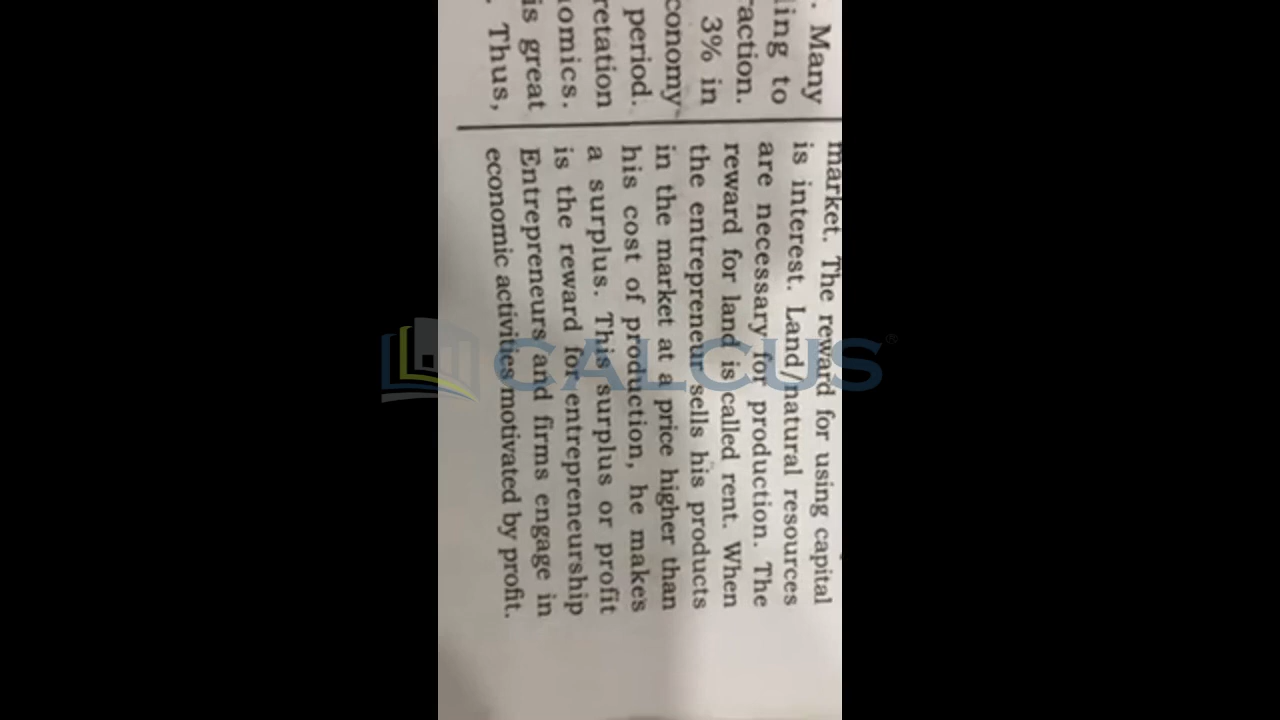 . Many
ling to
raction.
3% in
conomy
period.
retation
omics.
is great
. Thus,
market. The reward for using capital
is interest. Land/natural resources
are necessary for production. The
reward for land is called rent. When
the entrepreneur sells his products
in the market at a price higher than
his cost of production, he makes
a surplus. This surplus or profit
is the reward for entrepreneurship
Entrepreneurs and firms engage in
economic activities motivated by profit.
CALCUS®